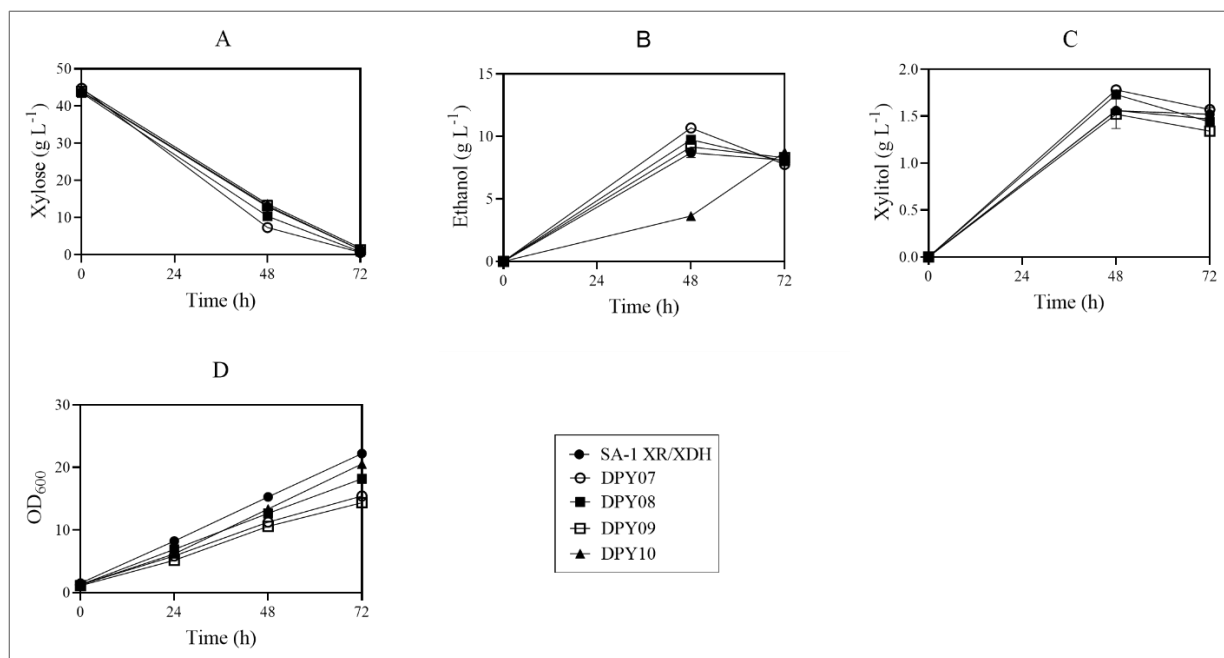 A
50
40
30
20
10
0
Xylose (g L⁻¹)
0 24 48 72
Time (h)
B
15
10
5
0
Ethanol (g L⁻¹)
0 24 48 72
Time (h)
C
2.0
1.5
1.0
0.5
0.0
Xylitol (g L⁻¹)
0 24 48 72
Time (h)
D
30
20
10
0
OD₆₀₀
0 24 48 72
Time (h)
SA-1 XR/XDH
DPY07
DPY08
DPY09
DPY10